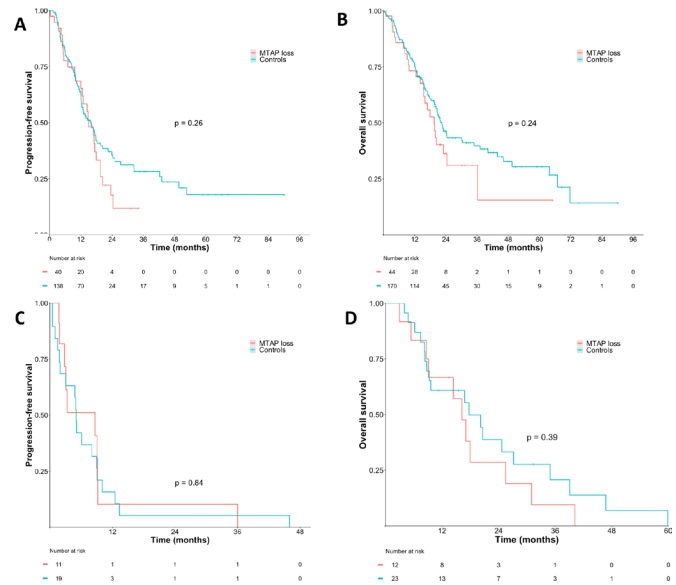 A
1.00
0.75
0.50
0.25
0.00
Progression-free survival
MTAP loss
Controls
p = 0.26
0 12 24 36 48 60 72 84 96
Time (months)
Number at risk
40 20 4 0 0 0 0 0 0
138 70 24 17 9 5 1 1 0
B
1.00
0.75
0.50
0.25
Overall survival
MTAP loss
Controls
p = 0.24
0 12 24 36 48 60 72 84 96
Time (months)
Number at risk
44 28 8 2 1 1 0 0 0
170 114 45 30 15 9 2 1 0
C
1.00
0.75
0.50
0.25
Progression-free survival
MTAP loss
Controls
p = 0.84
12 24 36 48
Time (months)
Number at risk
11 1 1 1 0
19 3 1 1 0
D
1.00
0.75
0.50
0.25
Overall survival
MTAP loss
Controls
p = 0.39
12 24 36 48 60
Time (months)
Number at risk
12 8 3 1 0 0
23 13 7 3 1 0